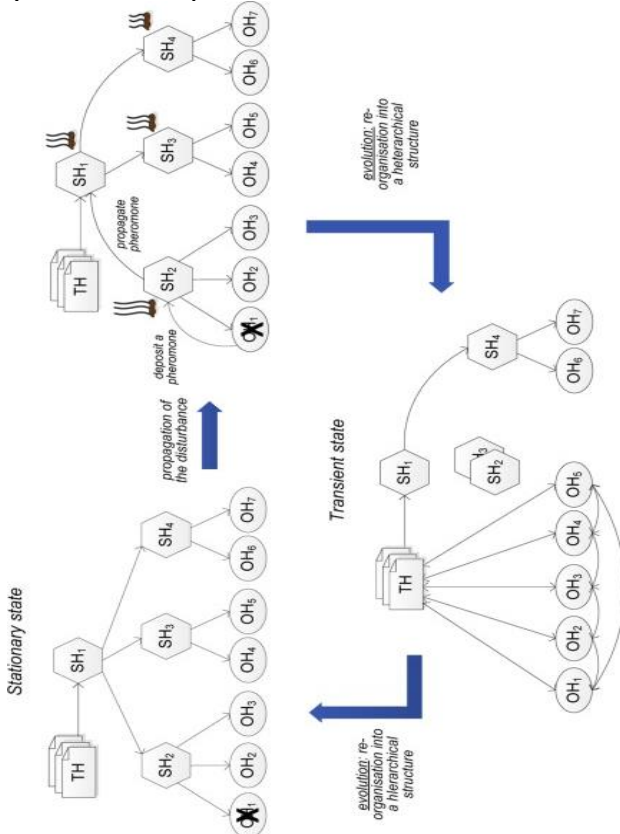 Stationary state
TH
SH₁
SH₂
SH₃
SH₄
OH₂
OH₃
OH₄
OH₅
OH₆
OH₇
propagation of
the disturbance
TH
SH₁
propagate
pheromone
deposit a
pheromone
SH₂
SH₃
SH₄
OH₂
OH₃
OH₄
OH₅
OH₆
OH₇
evolution: re-
organisation into
a hierarchical
structure
Transient state
evolution: re-
organisation into
a heterarchical
structure
TH
SH₁
SH₂
SH₄
OH₁
OH₂
OH₃
OH₄
OH₅
OH₆
OH₇